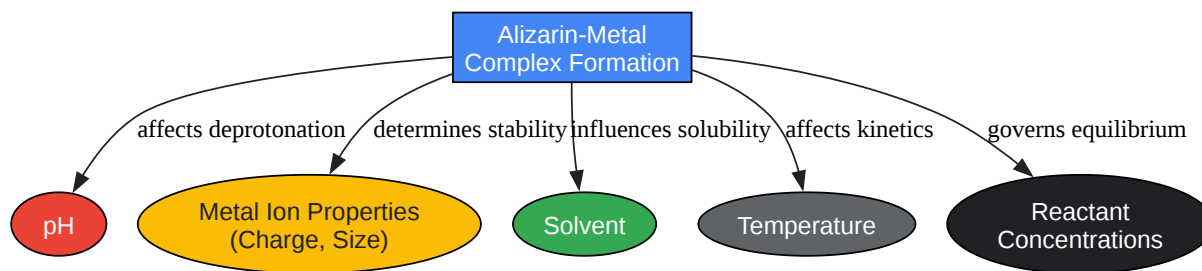 Alizarin-Metal
Complex Formation
affects deprotonation
determines stability
influences solubility
affects kinetics
governs equilibrium
pH
Metal Ion Properties
(Charge, Size)
Solvent
Temperature
Reactant
Concentrations